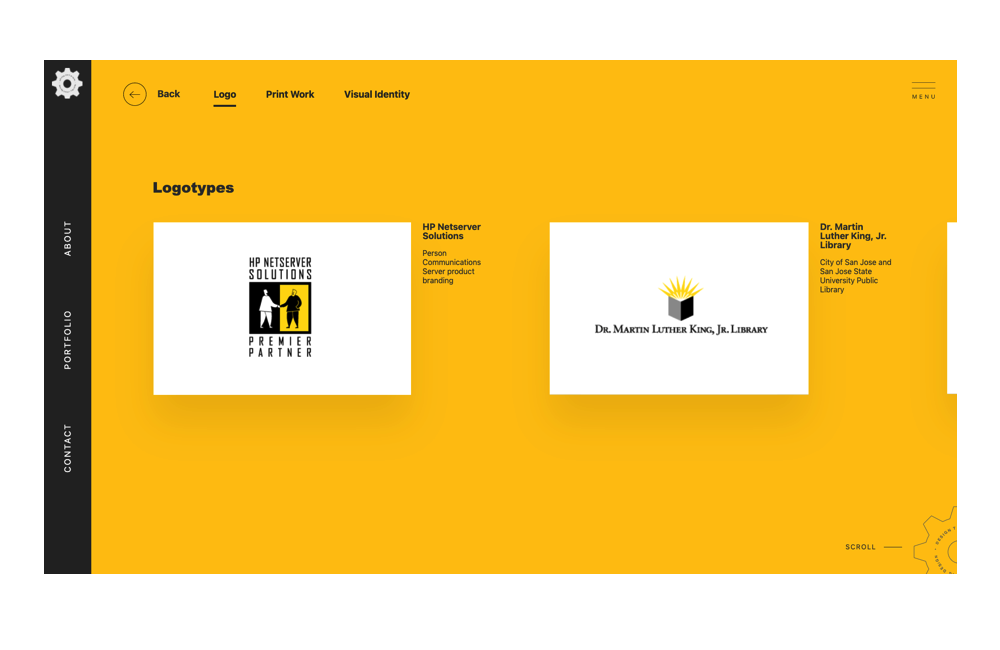 Back
Logo
Print Work
Visual Identity
MENU
ABOUT
PORTFOLIO
CONTACT
Logotypes
HP NETSERVER
SOLUTIONS
PREMIER
PARTNER
HP Netserver
Solutions
Person
Communications
Server product
branding
DR. MARTIN LUTHER KING, JR. LIBRARY
Dr. Martin
Luther King, Jr.
Library
City of San Jose and
San Jose State
University Public
Library
SCROLL
DESIGN